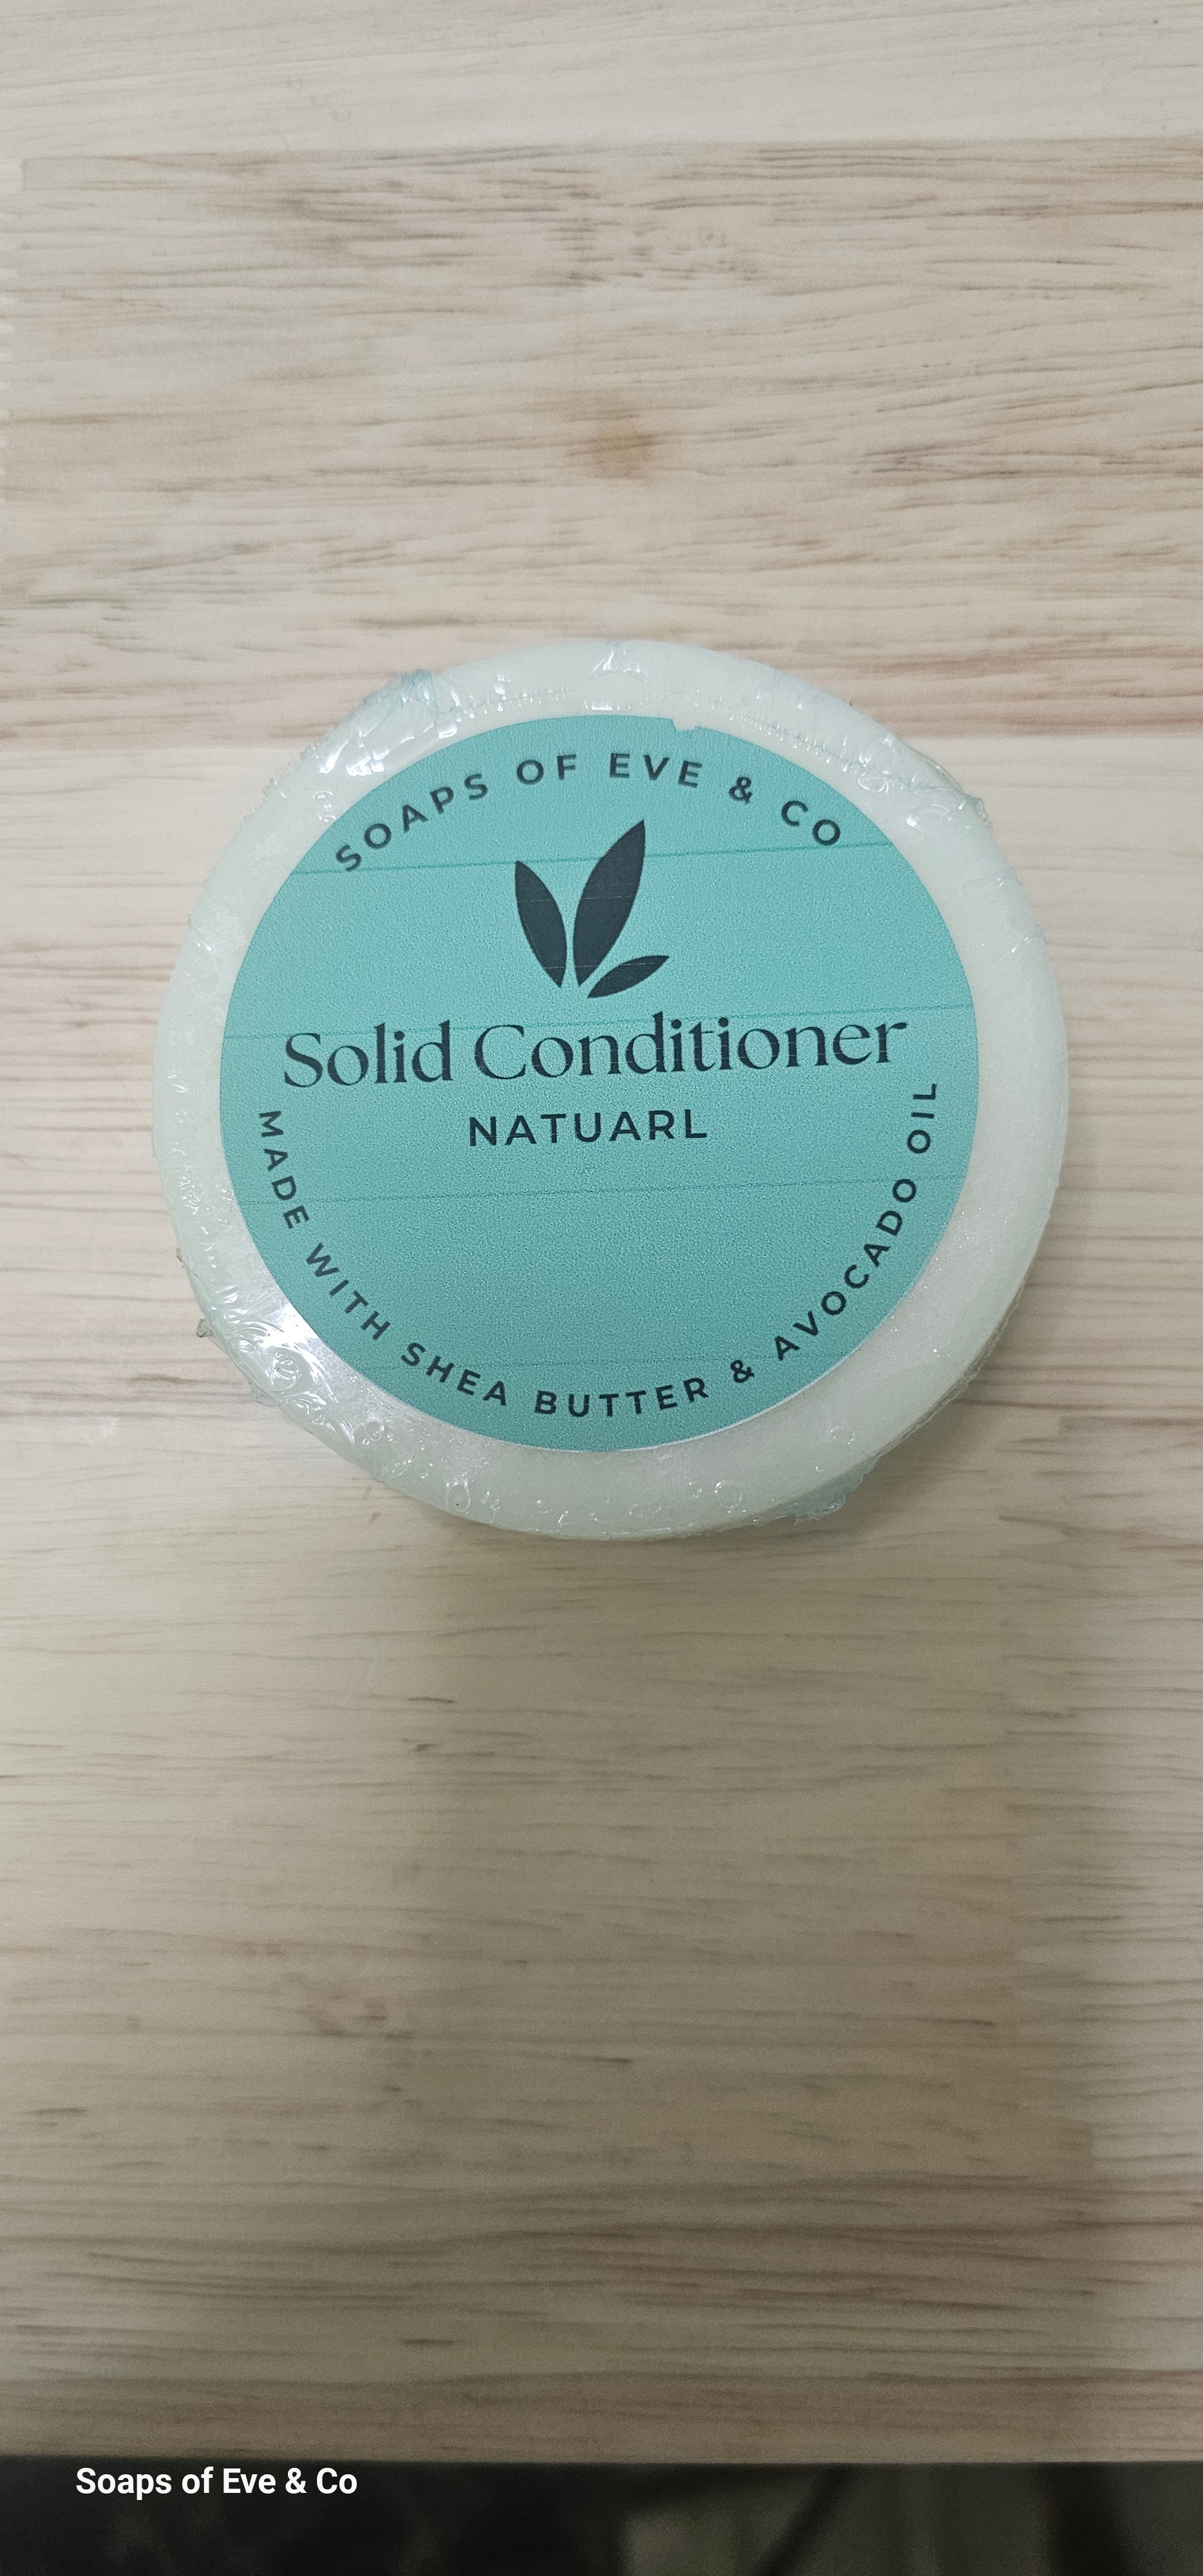 SOAPS OF EVE & CO
Solid Conditioner
NATUARL
MADE WITH SHEA BUTTER & AVOCADO OIL
Soaps of Eve & Co